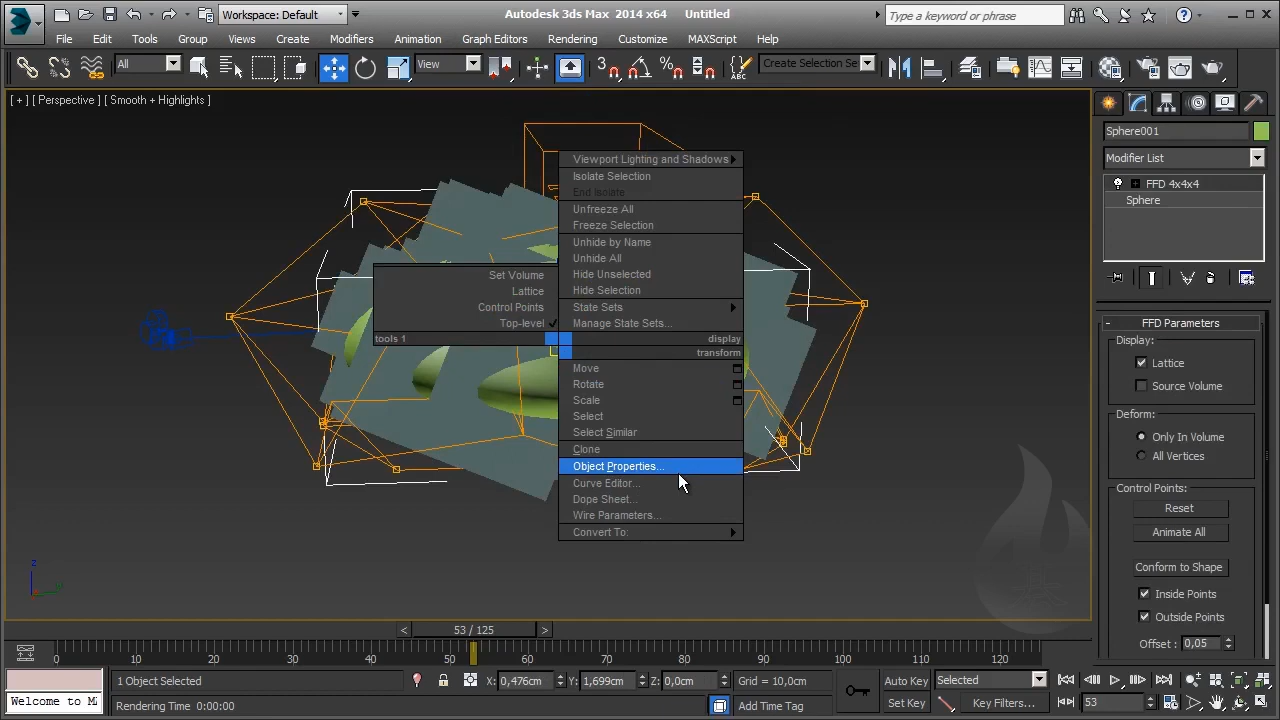 Workspace: Default
Autodesk 3ds Max 2014 x64 Untitled
Type a keyword or phrase
File Edit Tools Group Views Create Modifiers Animation Graph Editors Rendering Customize MAXScript Help
All
View
3
ABC
Create Selection Se
[ + ] [ Perspective ] [ Smooth + Highlights ]
Sphere001
Modifier List
FFD 4x4x4
Sphere
Viewport Lighting and Shadows
Isolate Selection
End Isolate
Unfreeze All
Freeze Selection
Unhide by Name
Unhide All
Hide Unselected
Hide Selection
State Sets
Manage State Sets...
display
Set Volume
Lattice
Control Points
Top-level
tools 1
transform
Move
Rotate
Scale
Select
Select Similar
Clone
Object Properties...
Curve Editor...
Dope Sheet...
Wire Parameters...
Convert To:
- FFD Parameters
Display:
Lattice
Source Volume
Deform:
Only In Volume
All Vertices
Control Points:
Reset
Animate All
Conform to Shape
Inside Points
Outside Points
Offset : 0,05
z
< 53 / 125 >
0 10 20 30 40 50 60 70 80 90 100 110 120
1 Object Selected
X: 0,476cm Y: 1,699cm Z: 0,0cm Grid = 10,0cm
Auto Key Selected
Welcome to MA
Rendering Time 0:00:00
Add Time Tag
Set Key Key Filters...
53